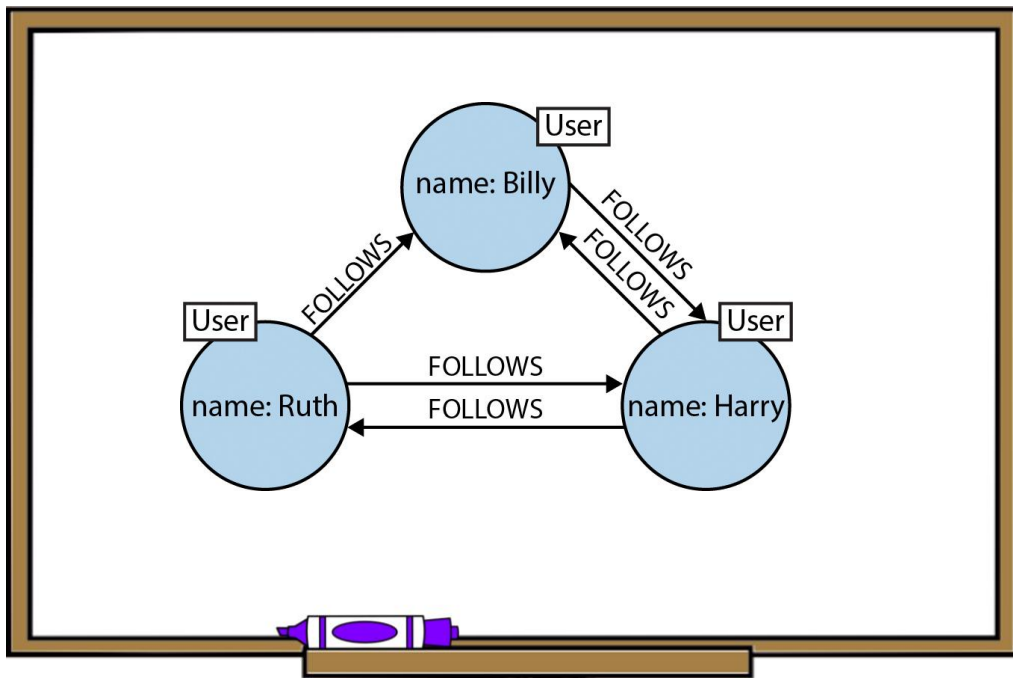 User
name: Billy
FOLLOWS
FOLLOWS
FOLLOWS
User
User
name: Ruth
FOLLOWS
FOLLOWS
name: Harry